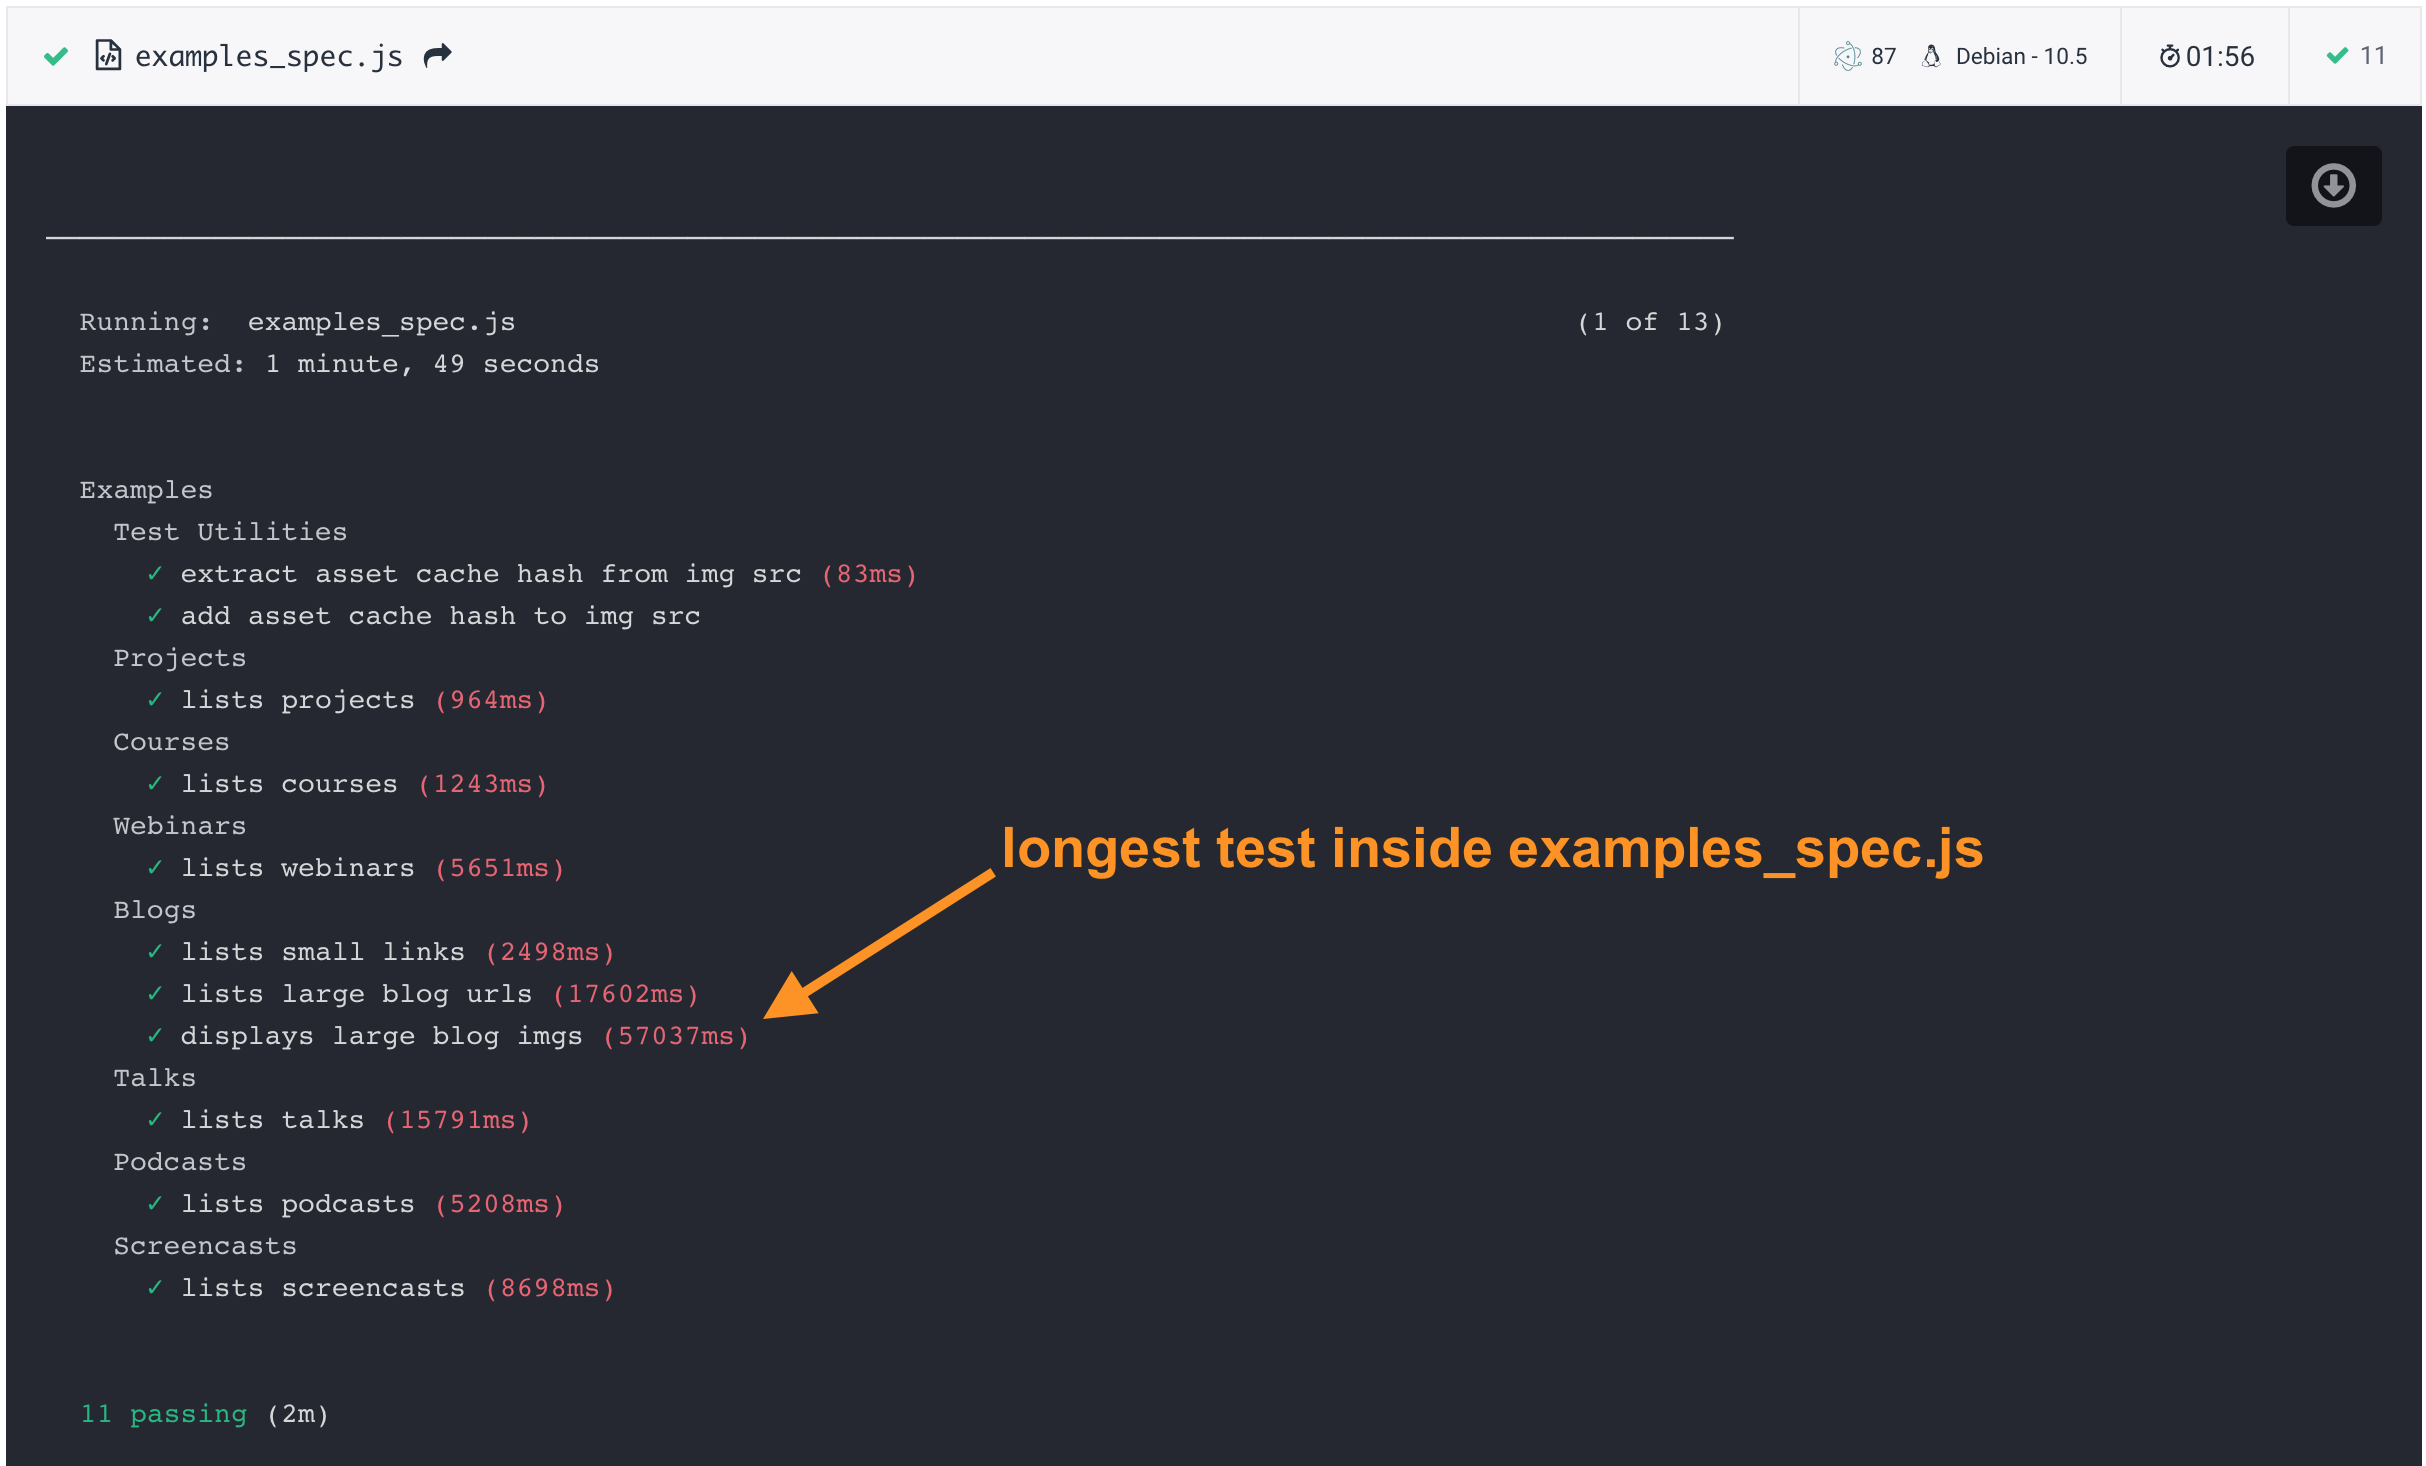 examples_spec.js 87 Debian - 10.5 01:56 11
Running: examples_spec.js (1 of 13)
Estimated: 1 minute, 49 seconds
Examples
Test Utilities
✓ extract asset cache hash from img src (83ms)
✓ add asset cache hash to img src
Projects
✓ lists projects (964ms)
Courses
✓ lists courses (1243ms)
Webinars
longest test inside examples_spec.js
✓ lists webinars (5651ms)
Blogs
✓ lists small links (2498ms)
✓ lists large blog urls (17602ms)
✓ displays large blog imgs (57037ms)
Talks
✓ lists talks (15791ms)
Podcasts
✓ lists podcasts (5208ms)
Screencasts
✓ lists screencasts (8698ms)
11 passing (2m)